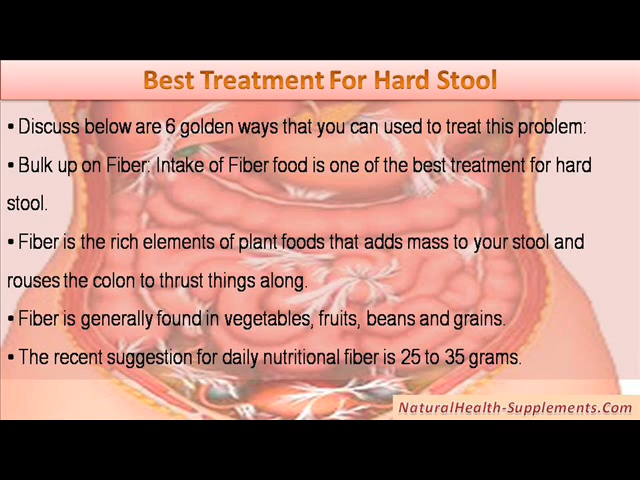 Best Treatment For Hard Stool
• Discuss below are 6 golden ways that you can used to treat this problem:
• Bulk up on Fiber: Intake of Fiber food is one of the best treatment for hard
stool.
• Fiber is the rich elements of plant foods that adds mass to your stool and
rouses the colon to thrust things along.
• Fiber is generally found in vegetables, fruits, beans and grains.
• The recent suggestion for daily nutritional fiber is 25 to 35 grams.
NaturalHealth-Supplements.Com